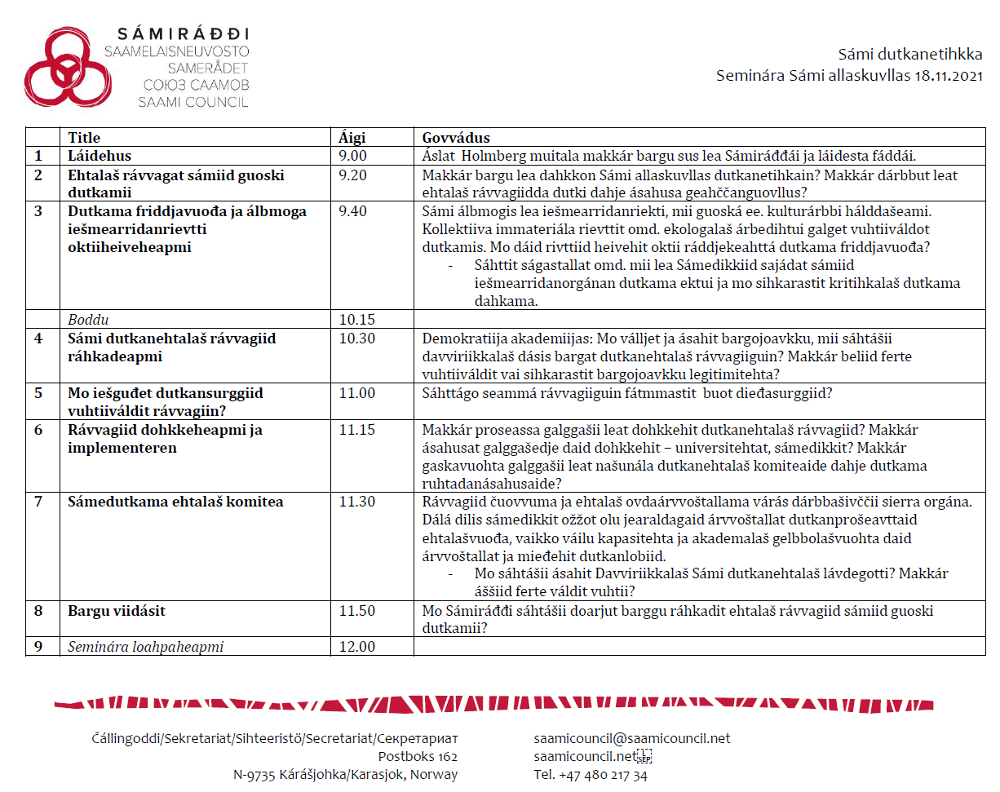 SÁMIRÁĐĐI
SAAMELAISNEUVOSTO
SAMERÅDET
СОЮЗ СААМОВ
SAAMI COUNCIL
Sámi dutkanetihkka
Seminára Sámi allaskuvllas 18.11.2021
Title Áigi Govvádus
1 Láidehus 9.00 Áslat Holmberg muitala makkár bargu sus lea Sámiráđđái ja láidesta fáddái.
2 Ehtalaš rávvagat sámiid guoski 9.20 Makkár bargu lea dahkkon Sámi allaskuvllas dutkanetihkain? Makkár dárbbut leat
dutkamii ehtalaš rávvagiidda dutki dahje ásahusa geahččanguovllus?
3 Dutkama friddjavuođa ja álbmoga 9.40 Sámi álbmogis lea iešmearridanriekti, mii guoská ee. kulturárbbi hálddašeami.
iešmearridanrievtti Kollektiiva immateriála rievttit omd. ekologalaš árbedihtui galget vuhtiiváldot
oktiiheiveheapmi dutkamis. Mo dáid rivttiid heivehit oktii ráddjekeahttá dutkama friddjavuođa?
- Sáhttit ságastallat omd. mii lea Sámedikkiid sajádat sámiid
iešmearridanorgánan dutkama ektui ja mo sihkarastit kritihkalaš dutkama
dahkama.
Boddu 10.15
4 Sámi dutkanehtalaš rávvagiid 10.30 Demokratiija akademiijas: Mo válljet ja ásahit bargojoavkku, mii sáhtášii
ráhkadeapmi davviriikkalaš dásis bargat dutkanehtalaš rávvagiiguin? Makkár beliid ferte
vuhtiiváldit vai sihkarastit bargojoavkku legitimitehta?
5 Mo iešguđet dutkansurggiid 11.00 Sáhttágo seammá rávvagiiguin fátmmastit buot dieđasurggiid?
vuhtiiváldit rávvagiin?
6 Rávvagiid dohkkeheapmi ja 11.15 Makkár proseassa galggašii leat dohkkehit dutkanehtalaš rávvagiid? Makkár
implementeren ásahusat galggašedje daid dohkkehit – universitehtat, sámedikkit? Makkár
gaskavuohta galggašii leat našunála dutkanehtalaš komiteaide dahje dutkama
ruhtadanásahusaide?
7 Sámedutkama ehtalaš komitea 11.30 Rávvagiid čuovvuma ja ehtalaš ovdaárvvoštallama várás dárbbašivččii sierra orgána.
Dálá dilis sámedikkit ožžot olu jearaldagaid árvvoštallat dutkanprošeavttaid
ehtalašvuođa, vaikko váilu kapasitehta ja akademalaš gelbbolašvuohta daid
árvvoštallat ja mieđehit dutkanlobiid.
- Mo sáhtášii ásahit Davviriikkalaš Sámi dutkanehtalaš lávdegotti? Makkár
áššiid ferte váldit vuhtii?
8 Bargu viidásit 11.50 Mo Sámiráđđi sáhtášii doarjut barggu ráhkadit ehtalaš rávvagiid sámiid guoski
dutkamii?
9 Seminára loahpaheapmi 12.00
Čállingoddi/Sekretariat/Sihteeristö/Secretariat/Секретариат
Postboks 162
N-9735 Kárášjohka/Karasjok, Norway
saamicouncil@saamicouncil.net
saamicouncil.net LSEP
Tel. +47 480 217 34